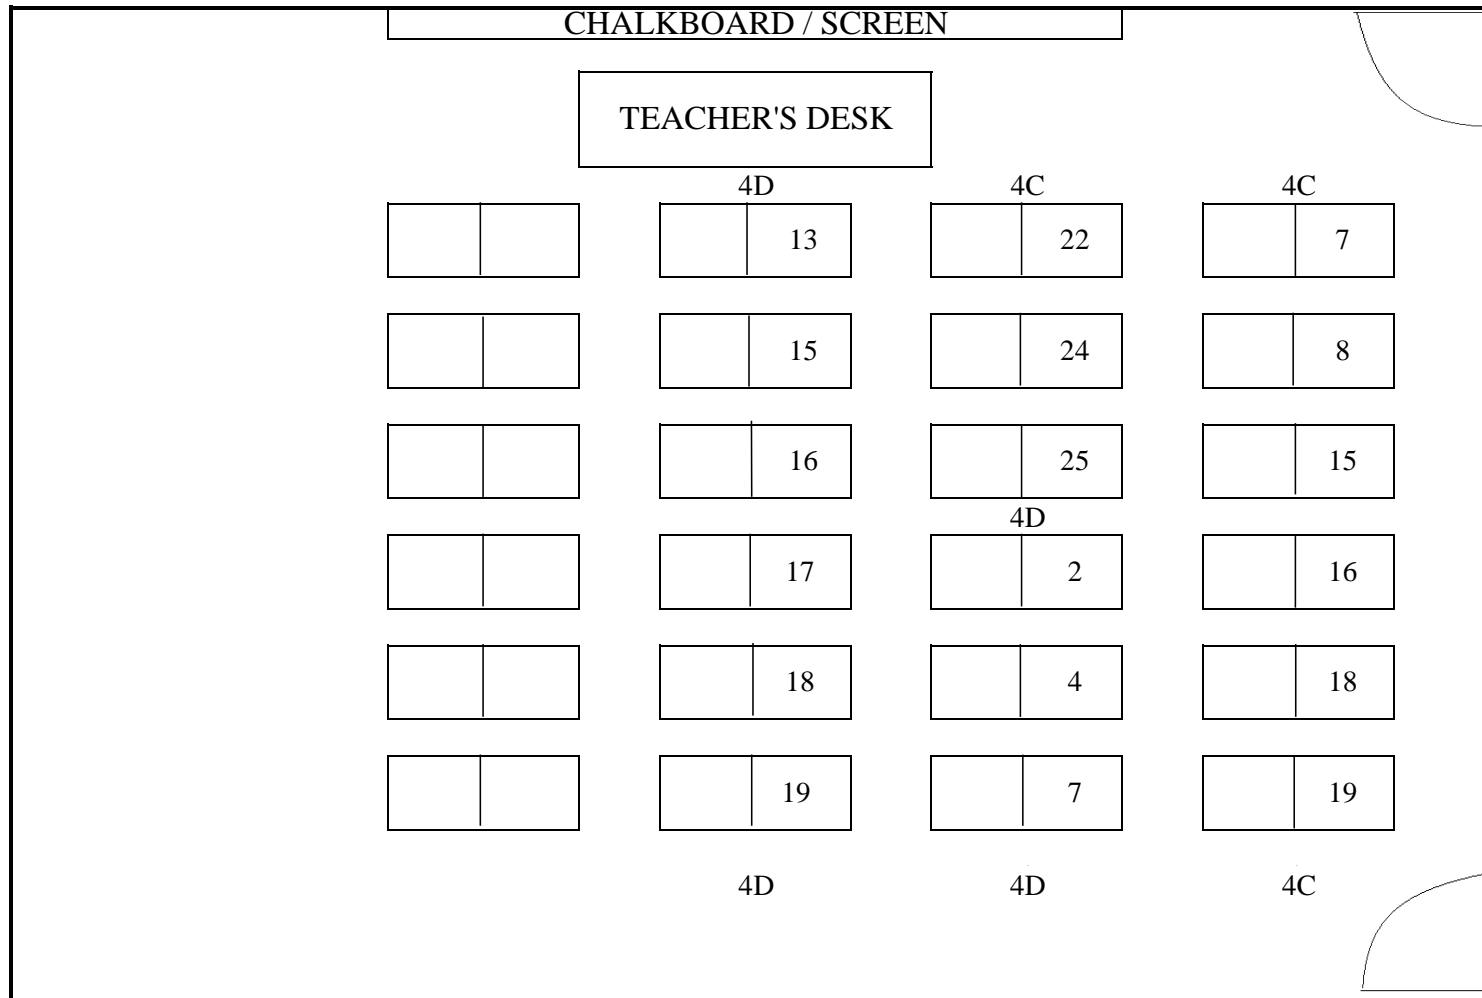 CHALKBOARD / SCREEN
TEACHER'S DESK
4D 4C 4C
13 22 7
15 24 8
16 25 15
4D
17 2 16
18 4 18
19 7 19
4D 4D 4C